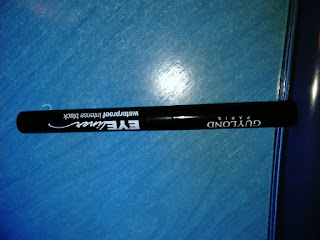 GUYLOND
PARIS
EYEliner
waterproof intense black